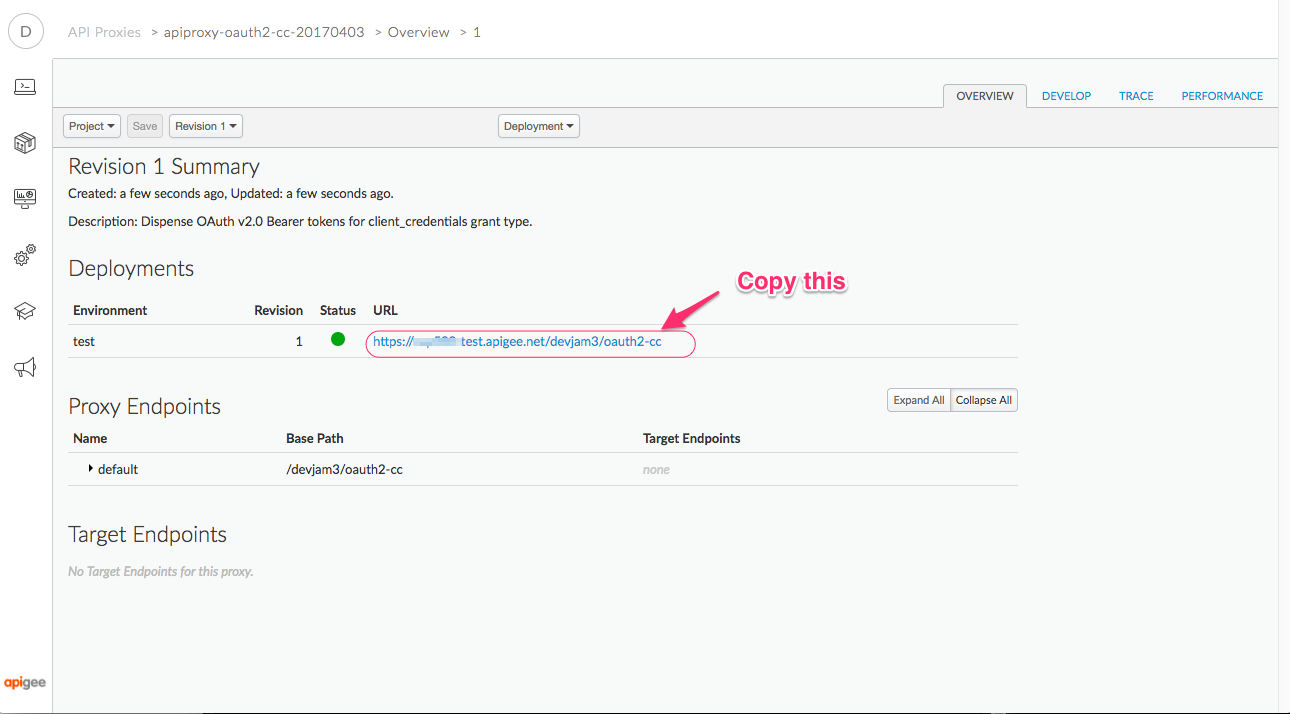 D
API Proxies > apiproxy-oauth2-cc-20170403 > Overview > 1
OVERVIEW DEVELOP TRACE PERFORMANCE
Project Save Revision 1 Deployment
Revision 1 Summary
Created: a few seconds ago, Updated: a few seconds ago.
Description: Dispense OAuth v2.0 Bearer tokens for client_credentials grant type.
Deployments
Copy this
Environment Revision Status URL
test 1 https:// test.apigee.net/devjam3/oauth2-cc
Proxy Endpoints
Expand All Collapse All
Name Base Path Target Endpoints
default /devjam3/oauth2-cc none
Target Endpoints
No Target Endpoints for this proxy.
apigee